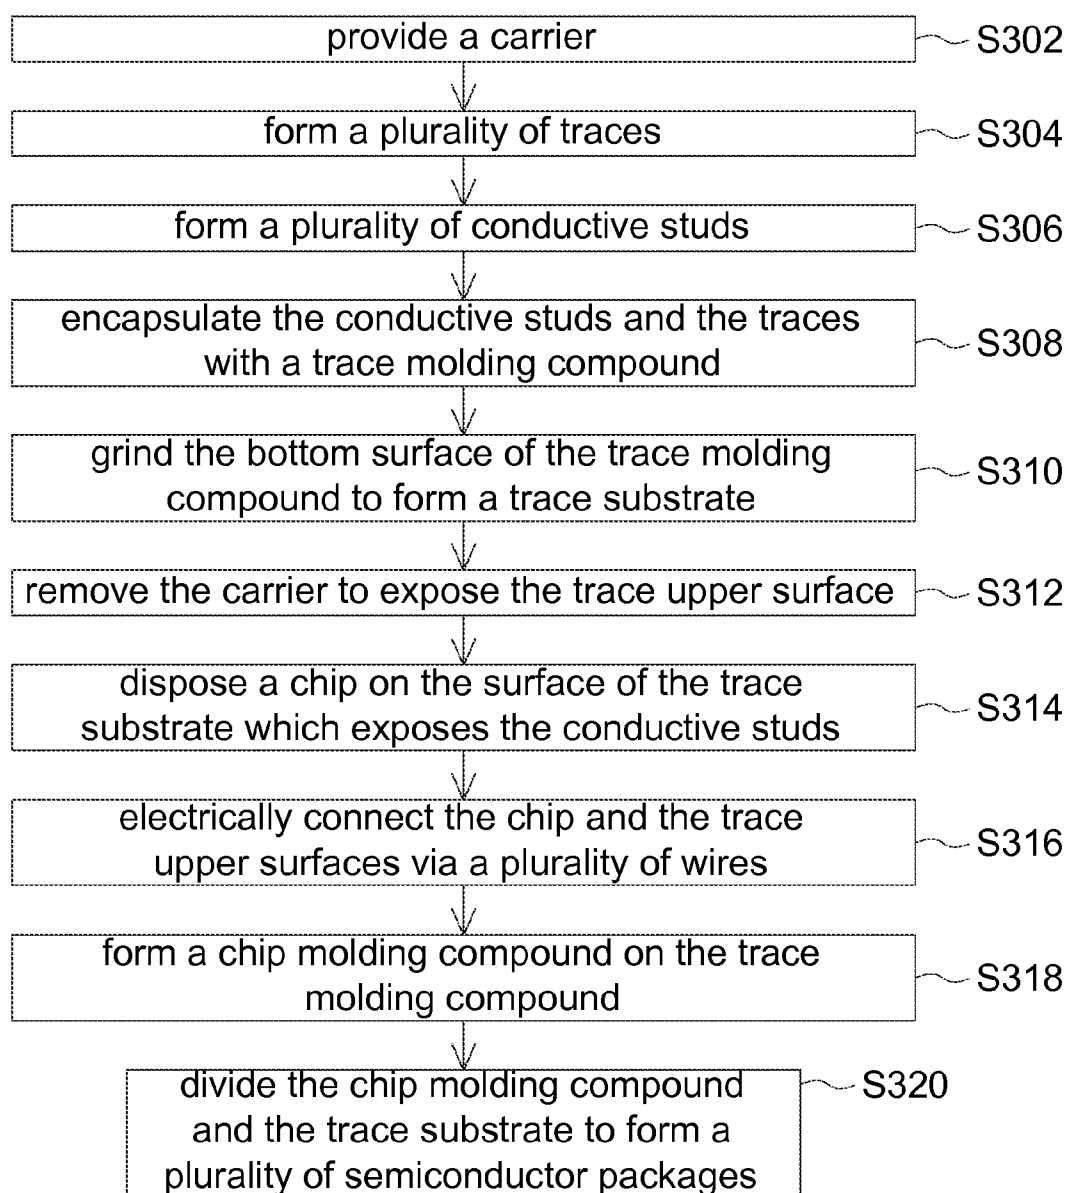 provide a carrier
S302
form a plurality of traces
S304
form a plurality of conductive studs
S306
encapsulate the conductive studs and the traces
with a trace molding compound
S308
grind the bottom surface of the trace molding
compound to form a trace substrate
S310
remove the carrier to expose the trace upper surface
S312
dispose a chip on the surface of the trace
substrate which exposes the conductive studs
S314
electrically connect the chip and the trace
upper surfaces via a plurality of wires
S316
form a chip molding compound on the trace
molding compound
S318
divide the chip molding compound
and the trace substrate to form a
plurality of semiconductor packages
S320